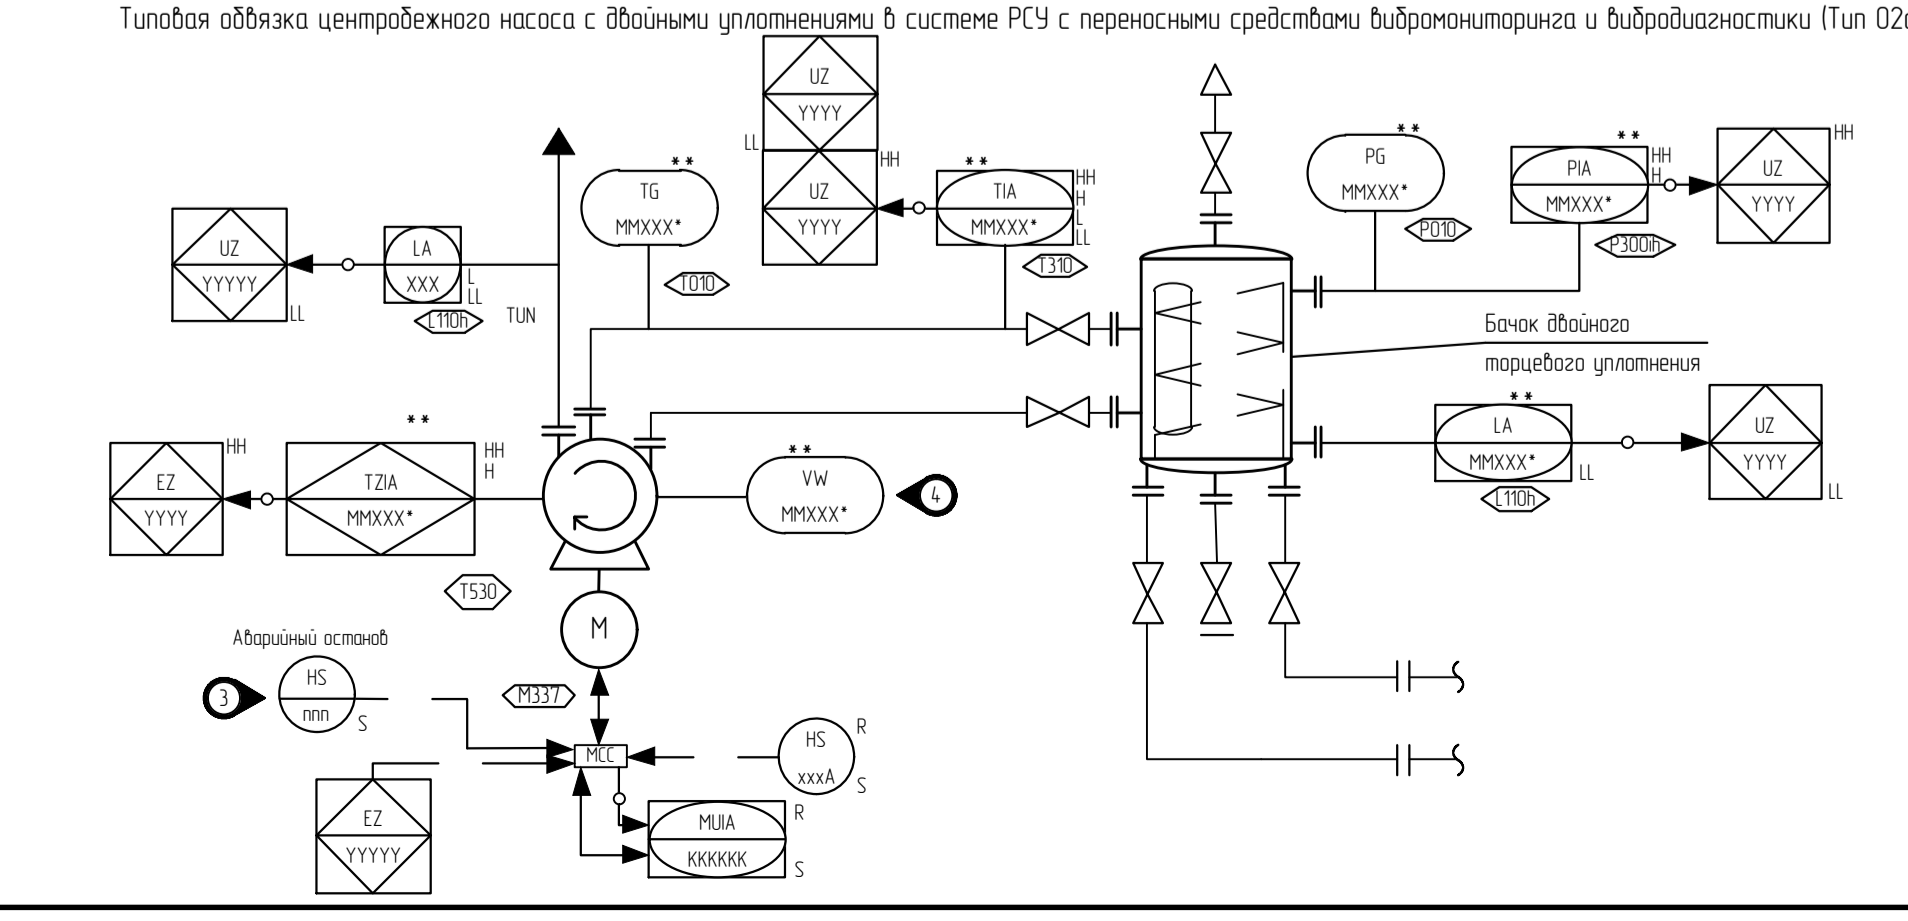 Типовая обвязка центробежного насоса с двойными уплотнениями в системе РСУ с переносными средствами вибромониторинга и вибродиагностики (Тип 02
UZ
YYYY
LL
UZ
YYYY
HH
TG
MMXXX*
**
T010
TIA
MMXXX*
**
HH
H
L
LL
T310
PG
MMXXX*
**
P010
PIA
MMXXX*
**
HH
H
P300ih
UZ
YYYY
HH
UZ
YYYYY
LL
LA
XXX
L
LL
L110h
TUN
Бачок двойного
торцевого уплотнения
LA
MMXXX*
**
LL
L110h
UZ
YYYY
LL
EZ
YYYY
HH
TZIA
MMXXX*
**
HH
H
T530
VW
MMXXX*
**
4
M
Аварийный останов
3
HS
nnn
S
M337
MCC
HS
xxxA
R
S
EZ
YYYYY
MUIA
KKKKKK
R
S